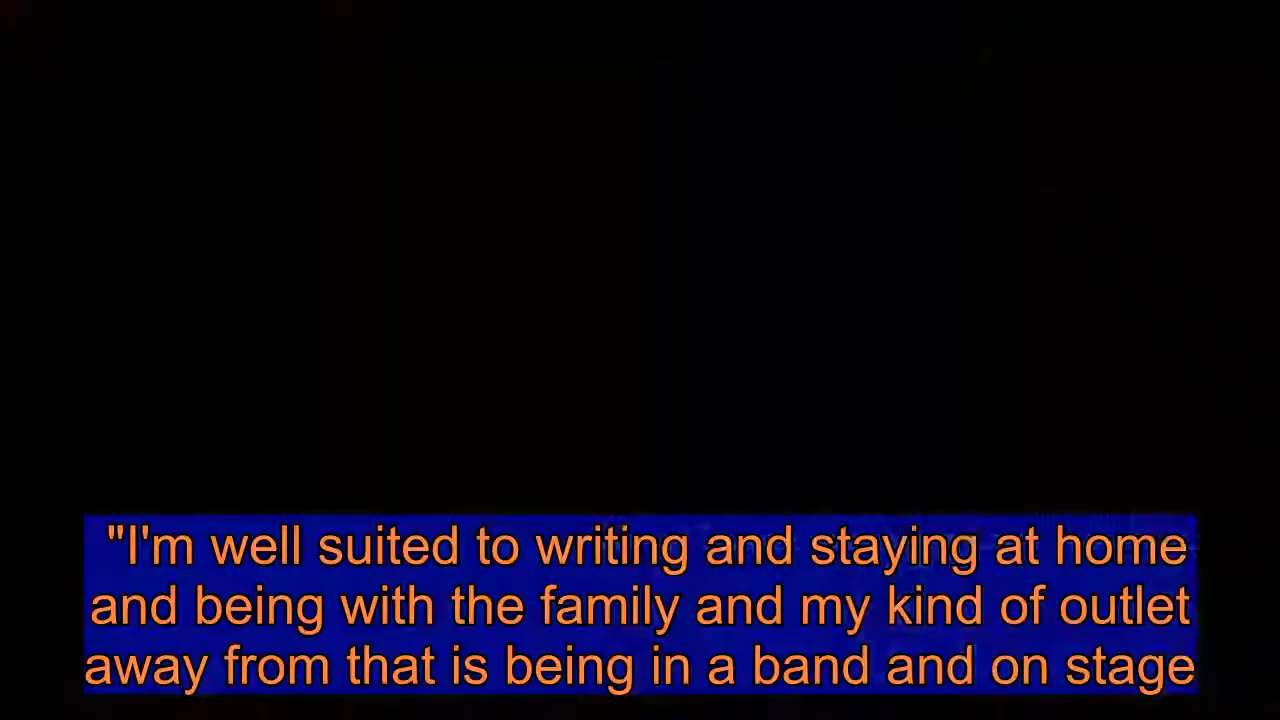 "I'm well suited to writing and staying at home
and being with the family and my kind of outlet
away from that is being in a band and on stage